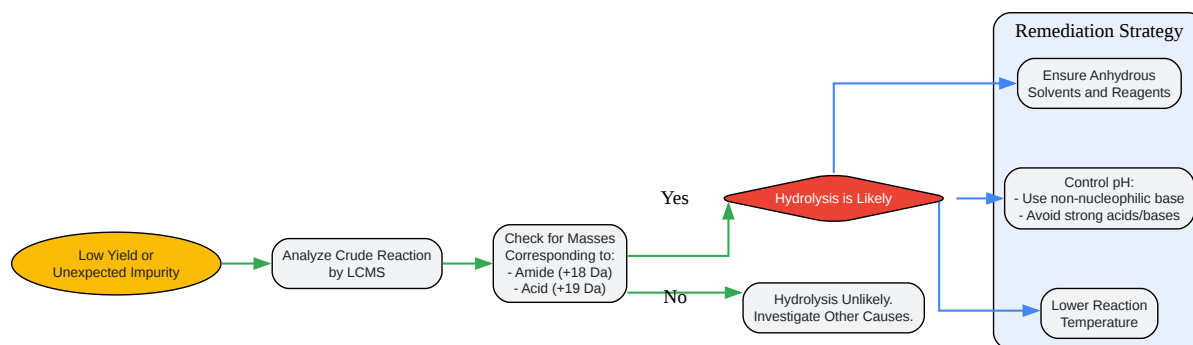 Low Yield or
Unexpected Impurity
Analyze Crude Reaction
by LCMS
Check for Masses
Corresponding to:
- Amide (+18 Da)
- Acid (+19 Da)
Yes
No
Hydrolysis is Likely
Hydrolysis Unlikely.
Investigate Other Causes.
Remediation Strategy
Ensure Anhydrous
Solvents and Reagents
Control pH:
- Use non-nucleophilic base
- Avoid strong acids/bases
Lower Reaction
Temperature